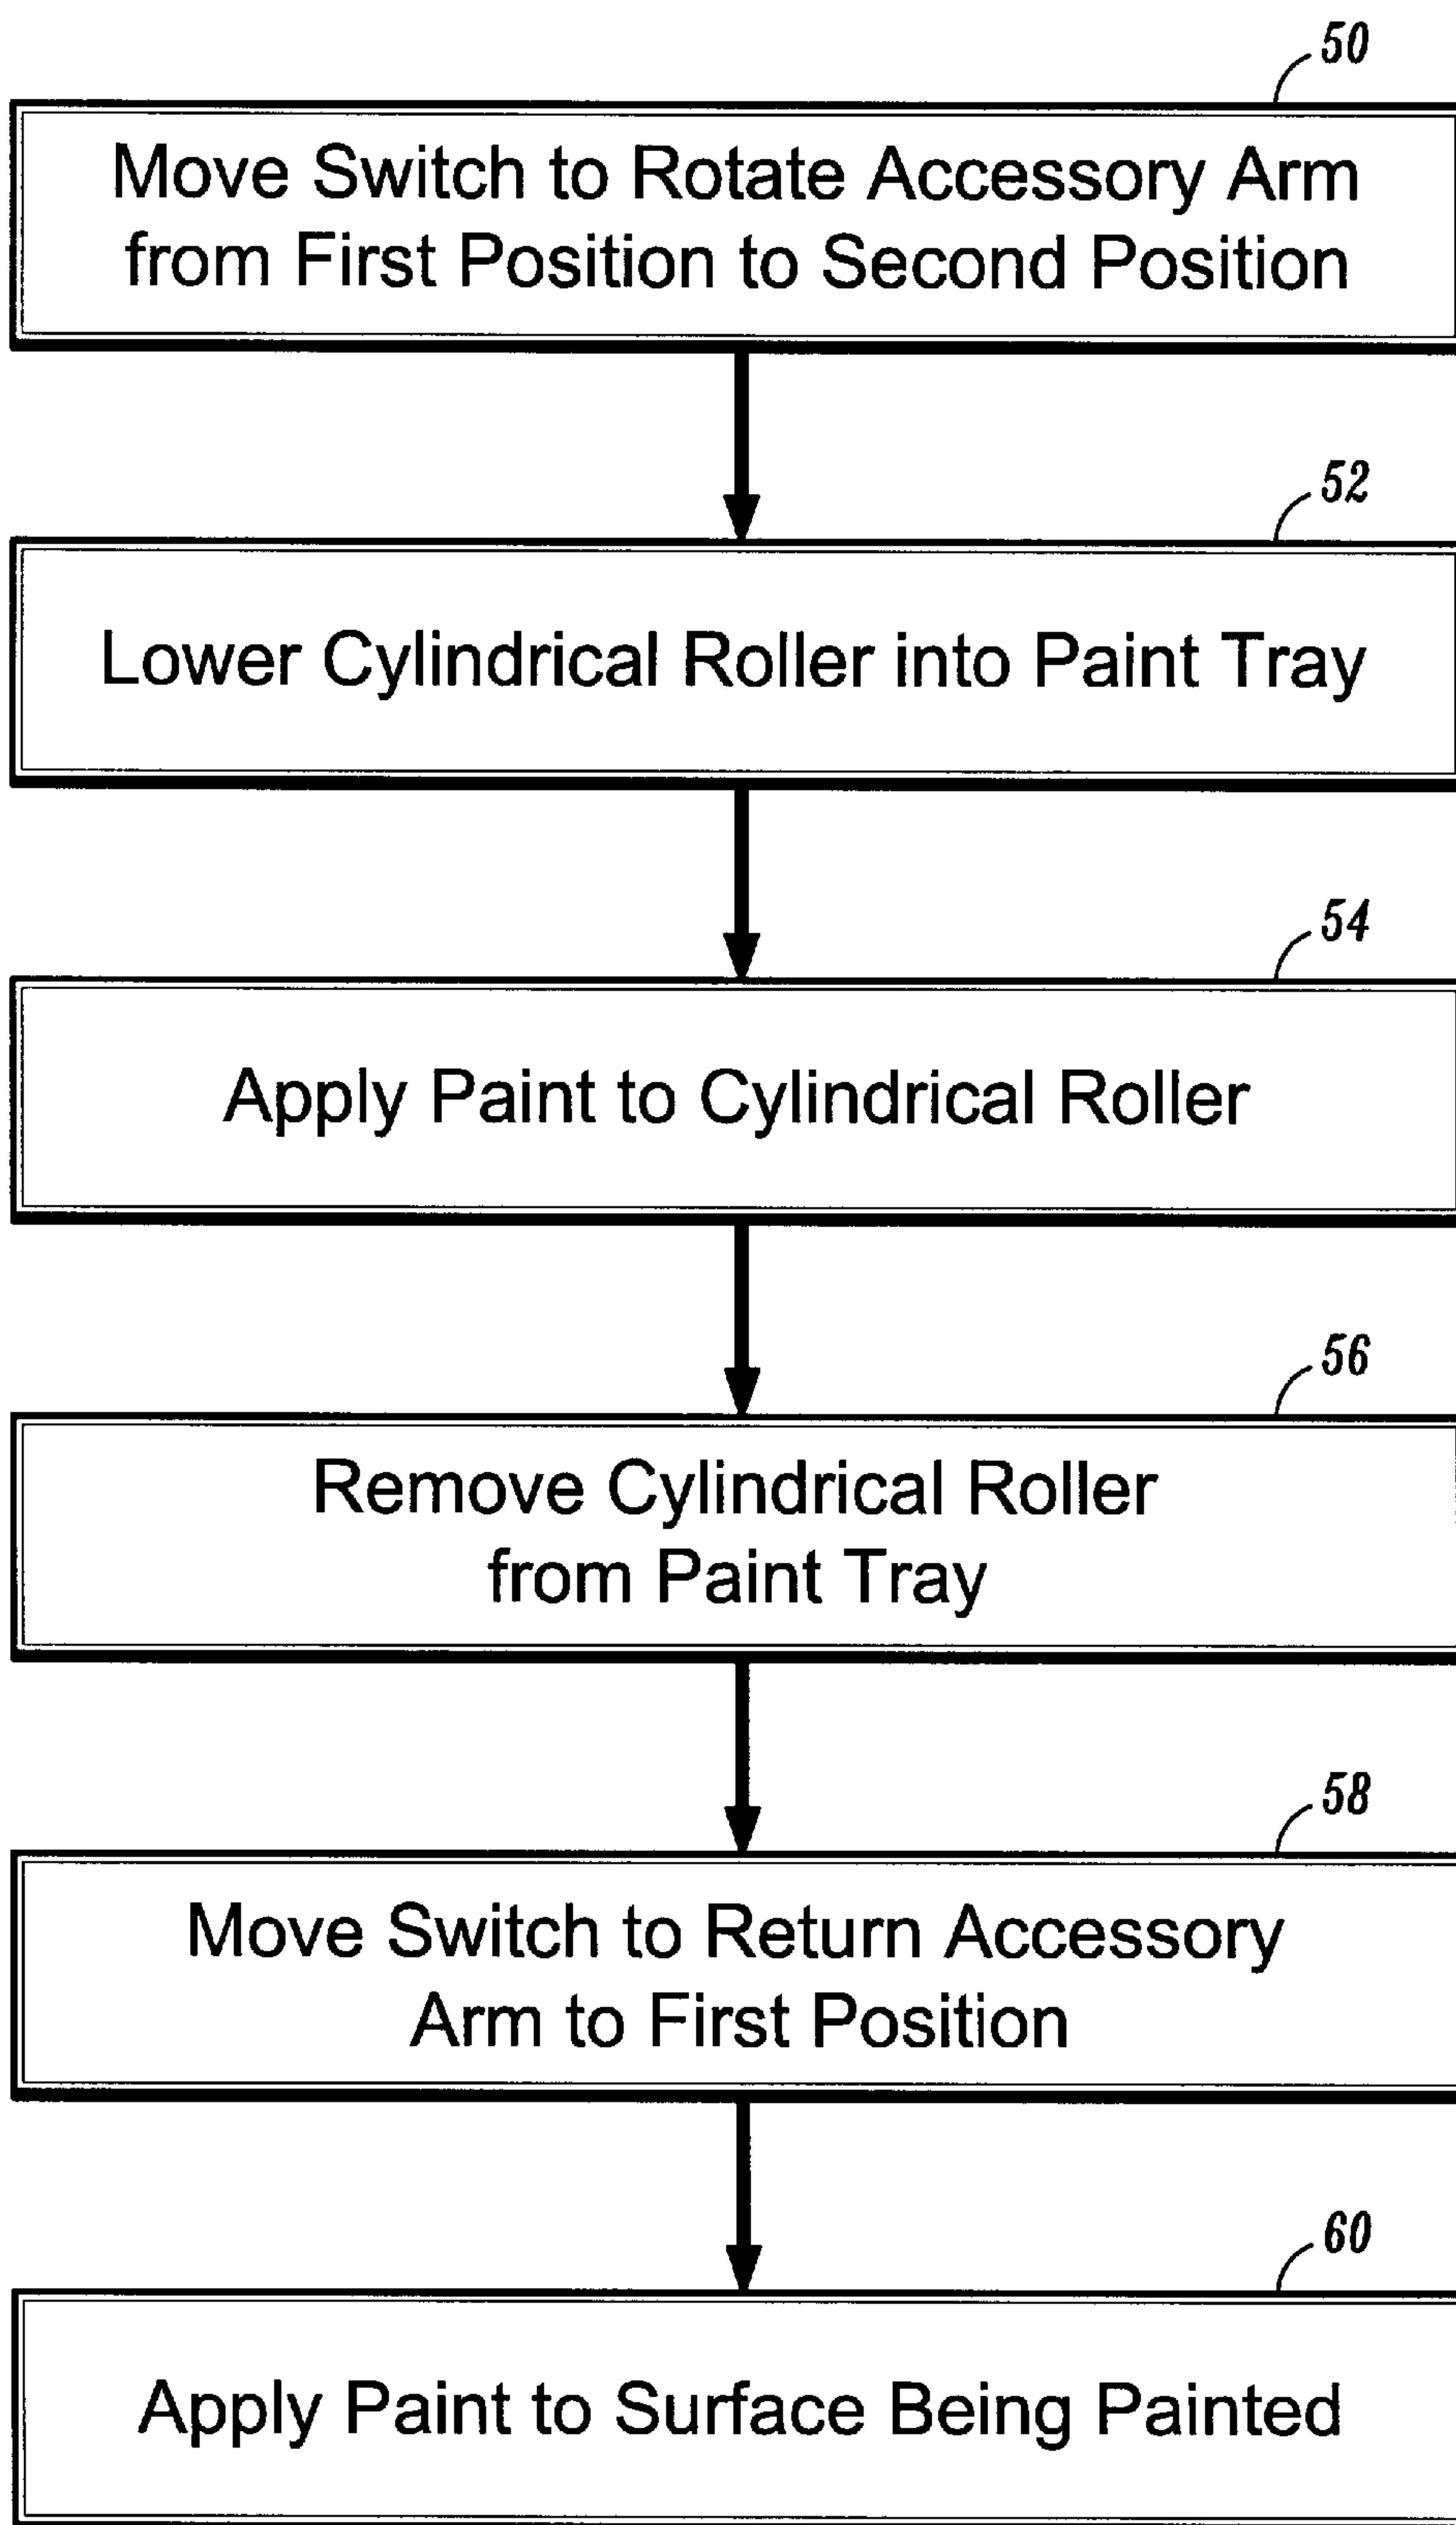 50
Move Switch to Rotate Accessory Arm
from First Position to Second Position
52
Lower Cylindrical Roller into Paint Tray
54
Apply Paint to Cylindrical Roller
56
Remove Cylindrical Roller
from Paint Tray
58
Move Switch to Return Accessory
Arm to First Position
60
Apply Paint to Surface Being Painted